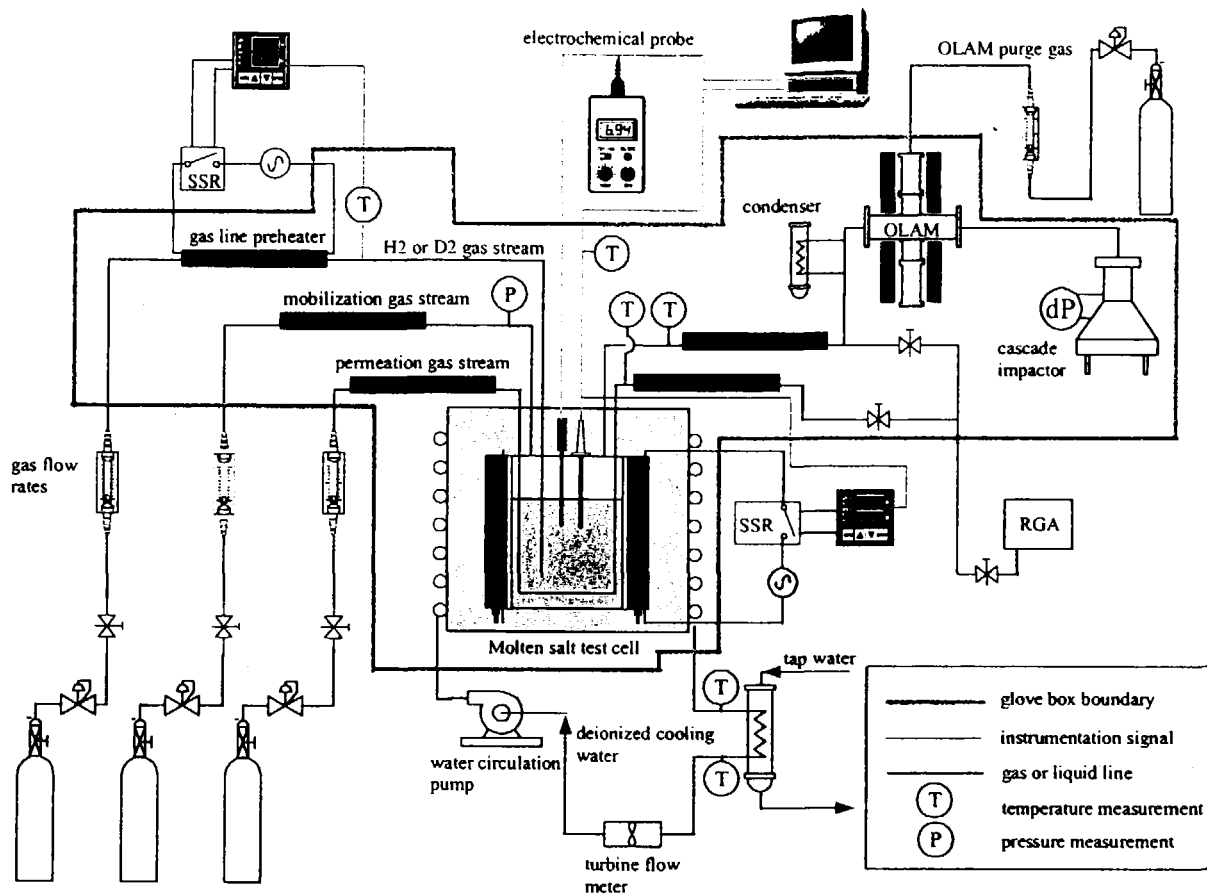 electrochemical probe
OLAM purge gas
6.94
SSR
T
gas line preheater
H2 or D2 gas stream
T
condenser
OLAM
mobilization gas stream
P
T
T
dP
permeation gas stream
cascade
impactor
gas flow
rates
SSR
RGA
Molten salt test cell
tap water
T
glove box boundary
deionized cooling
water
instrumentation signal
water circulation
pump
T
gas or liquid line
T
temperature measurement
P
pressure measurement
turbine flow
meter